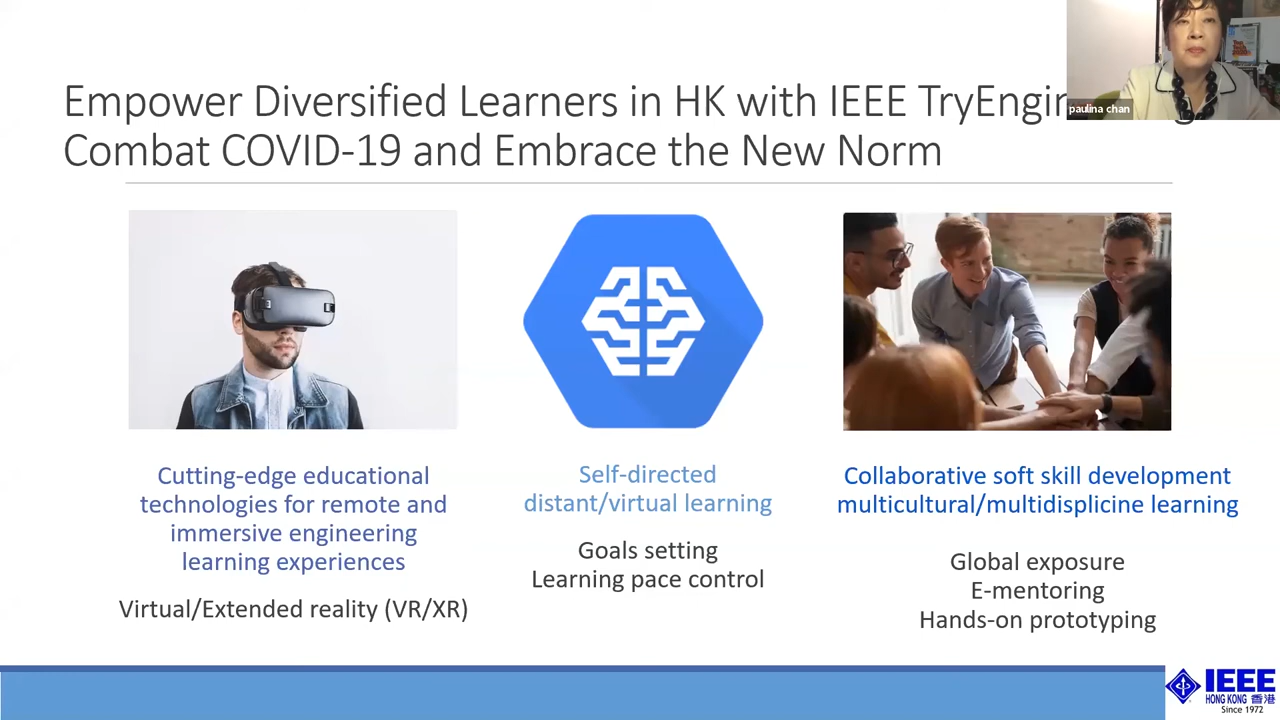 Empower Diversified Learners in HK with IEEE
Combat COVID-19 and Embrace the New Norm
paulina chan
Cutting-edge educational
technologies for remote and
immersive engineering
learning experiences
Virtual/Extended reality (VR/XR)
Self-directed
distant/virtual learning
Goals setting
Learning pace control
Collaborative soft skill development
multicultural/multidisplicine learning
Global exposure
E-mentoring
Hands-on prototyping
IEEE
HONG KONG 香港
Since 1972